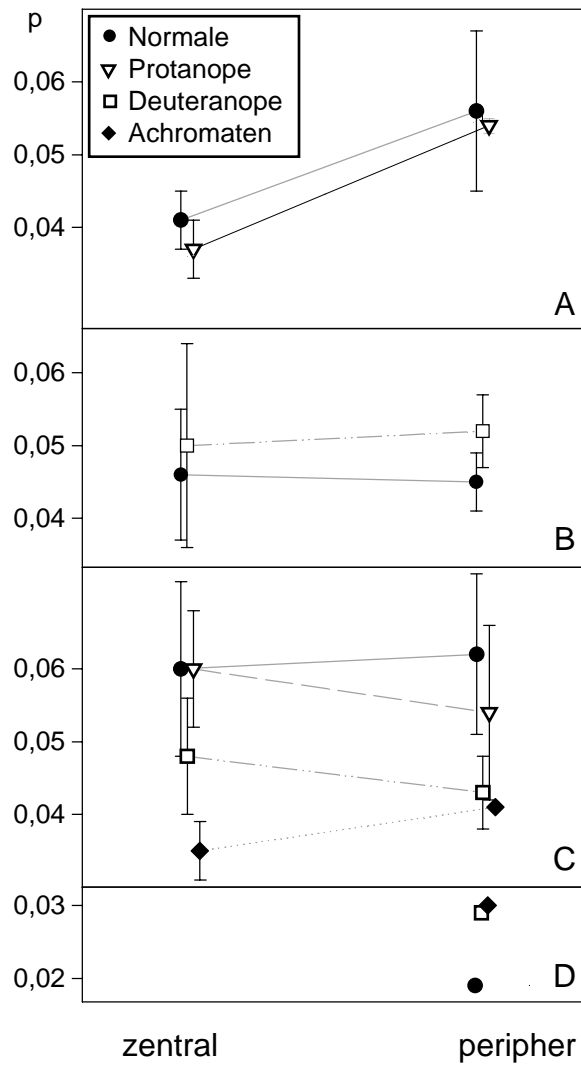 p
Normale
Protanope
Deuteranope
Achromaten
0,06
0,05
0,04
A
0,06
0,05
0,04
B
0,06
0,05
0,04
C
0,03
0,02
D
zentral peripher